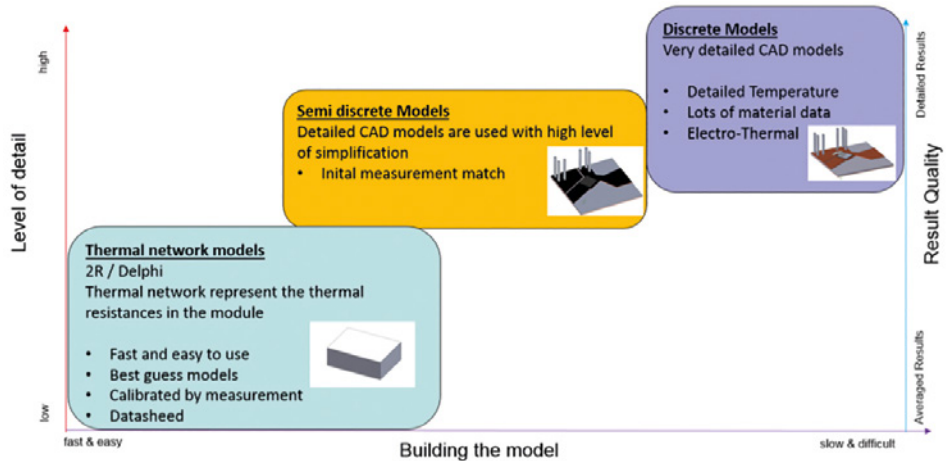 Discrete Models
Very detailed CAD models
• Detailed Temperature
• Lots of material data
• Electro-Thermal
Semi discrete Models
Detailed CAD models are used with high level
of simplification
• Inital measurement match
Thermal network models
2R / Delphi
Thermal network represent the thermal
resistances in the module
• Fast and easy to use
• Best guess models
• Calibrated by measurement
• Datasheed
high
Level of detail
low
Detailed Results
Result Quality
Averaged Results
fast & easy
Building the model
slow & difficult